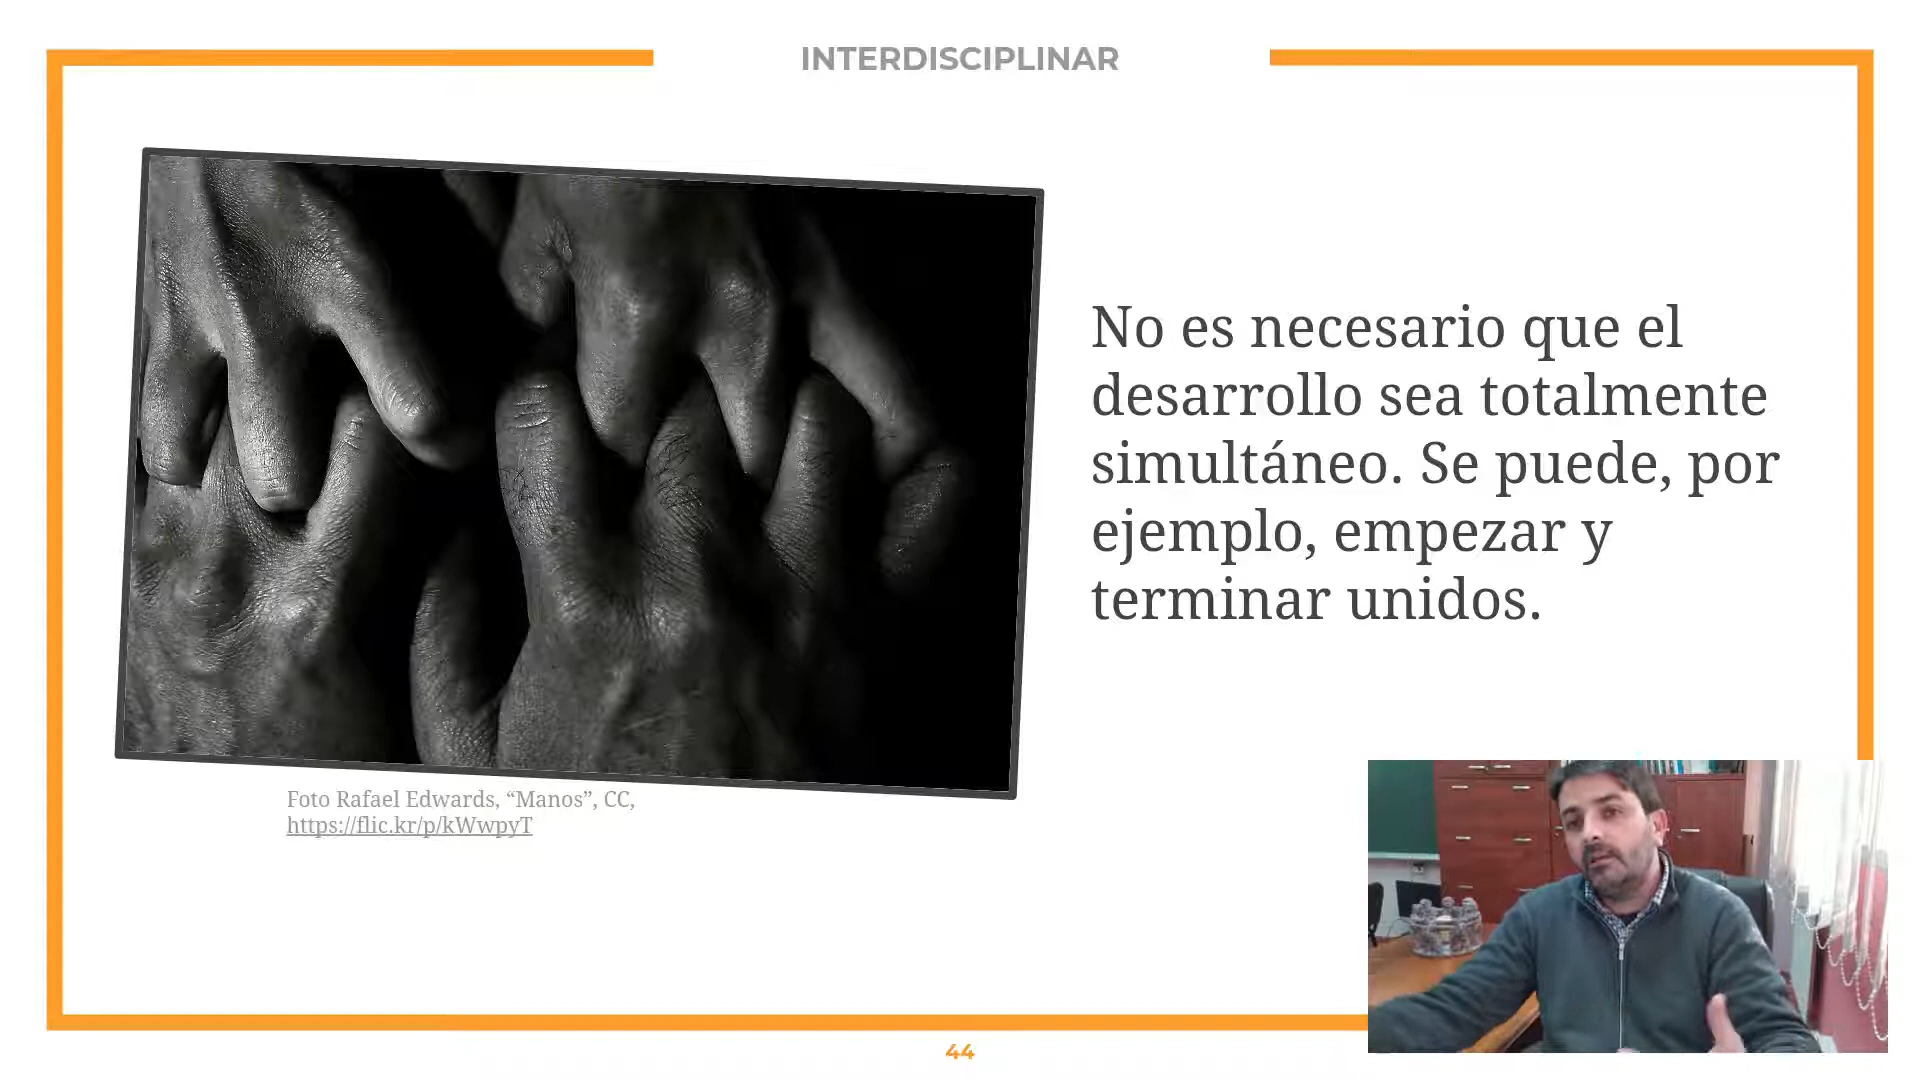 INTERDISCIPLINAR
No es necesario que el
desarrollo sea totalmente
simultáneo. Se puede, por
ejemplo, empezar y
terminar unidos.
Foto Rafael Edwards, “Manos”, CC,
https://flic.kr/p/kWwpyT
44